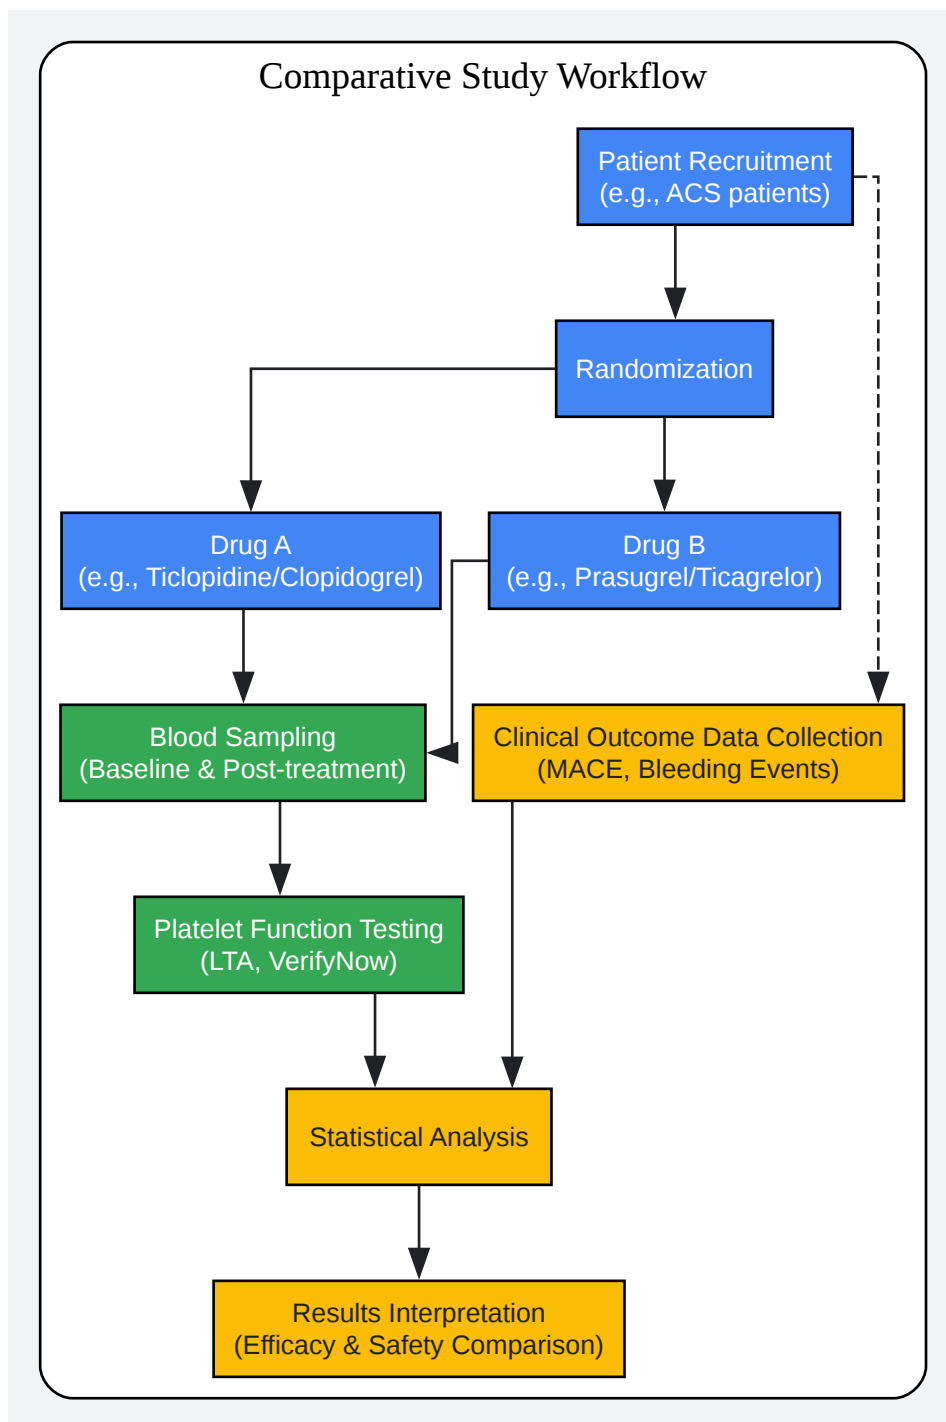 Comparative Study Workflow
Patient Recruitment
(e.g., ACS patients)
Randomization
Drug A
(e.g., Ticlopidine/Clopidogrel)
Drug B
(e.g., Prasugrel/Ticagrelor)
Blood Sampling
(Baseline & Post-treatment)
Clinical Outcome Data Collection
(MACE, Bleeding Events)
Platelet Function Testing
(LTA, VerifyNow)
Statistical Analysis
Results Interpretation
(Efficacy & Safety Comparison)